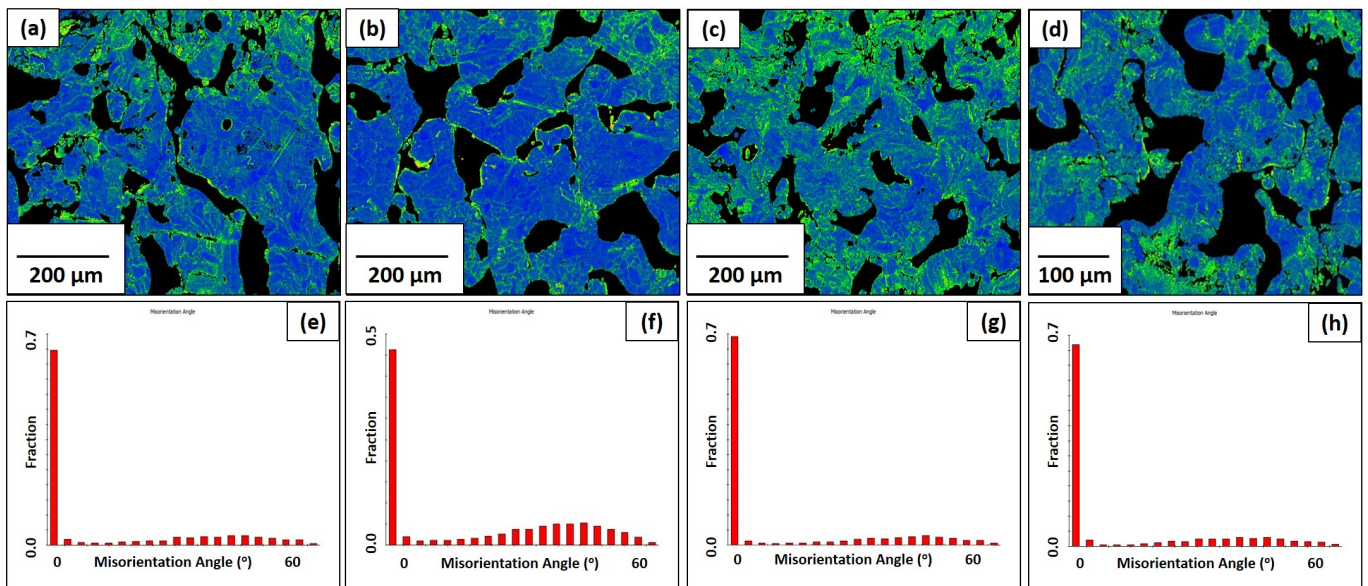 (a)
200 µm
(b)
200 µm
(c)
200 µm
(d)
100 µm
Misorientation Angle
(e)
0.7
Fraction
0.0
0
Misorientation Angle (º)
60
Misorientation Angle
(f)
0.5
Fraction
0.0
0
Misorientation Angle (º)
60
Misorientation Angle
(g)
0.7
Fraction
0.0
0
Misorientation Angle (º)
60
Misorientation Angle
(h)
0.7
Fraction
0.0
0
Misorientation Angle (º)
60